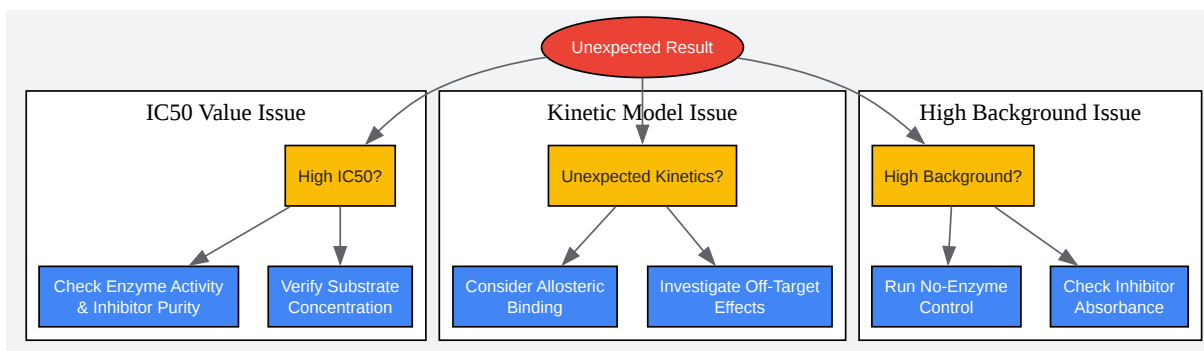 Unexpected Result
IC50 Value Issue
Kinetic Model Issue
High Background Issue
High IC50?
Unexpected Kinetics?
High Background?
Check Enzyme Activity
& Inhibitor Purity
Verify Substrate
Concentration
Consider Allosteric
Binding
Investigate Off-Target
Effects
Run No-Enzyme
Control
Check Inhibitor
Absorbance